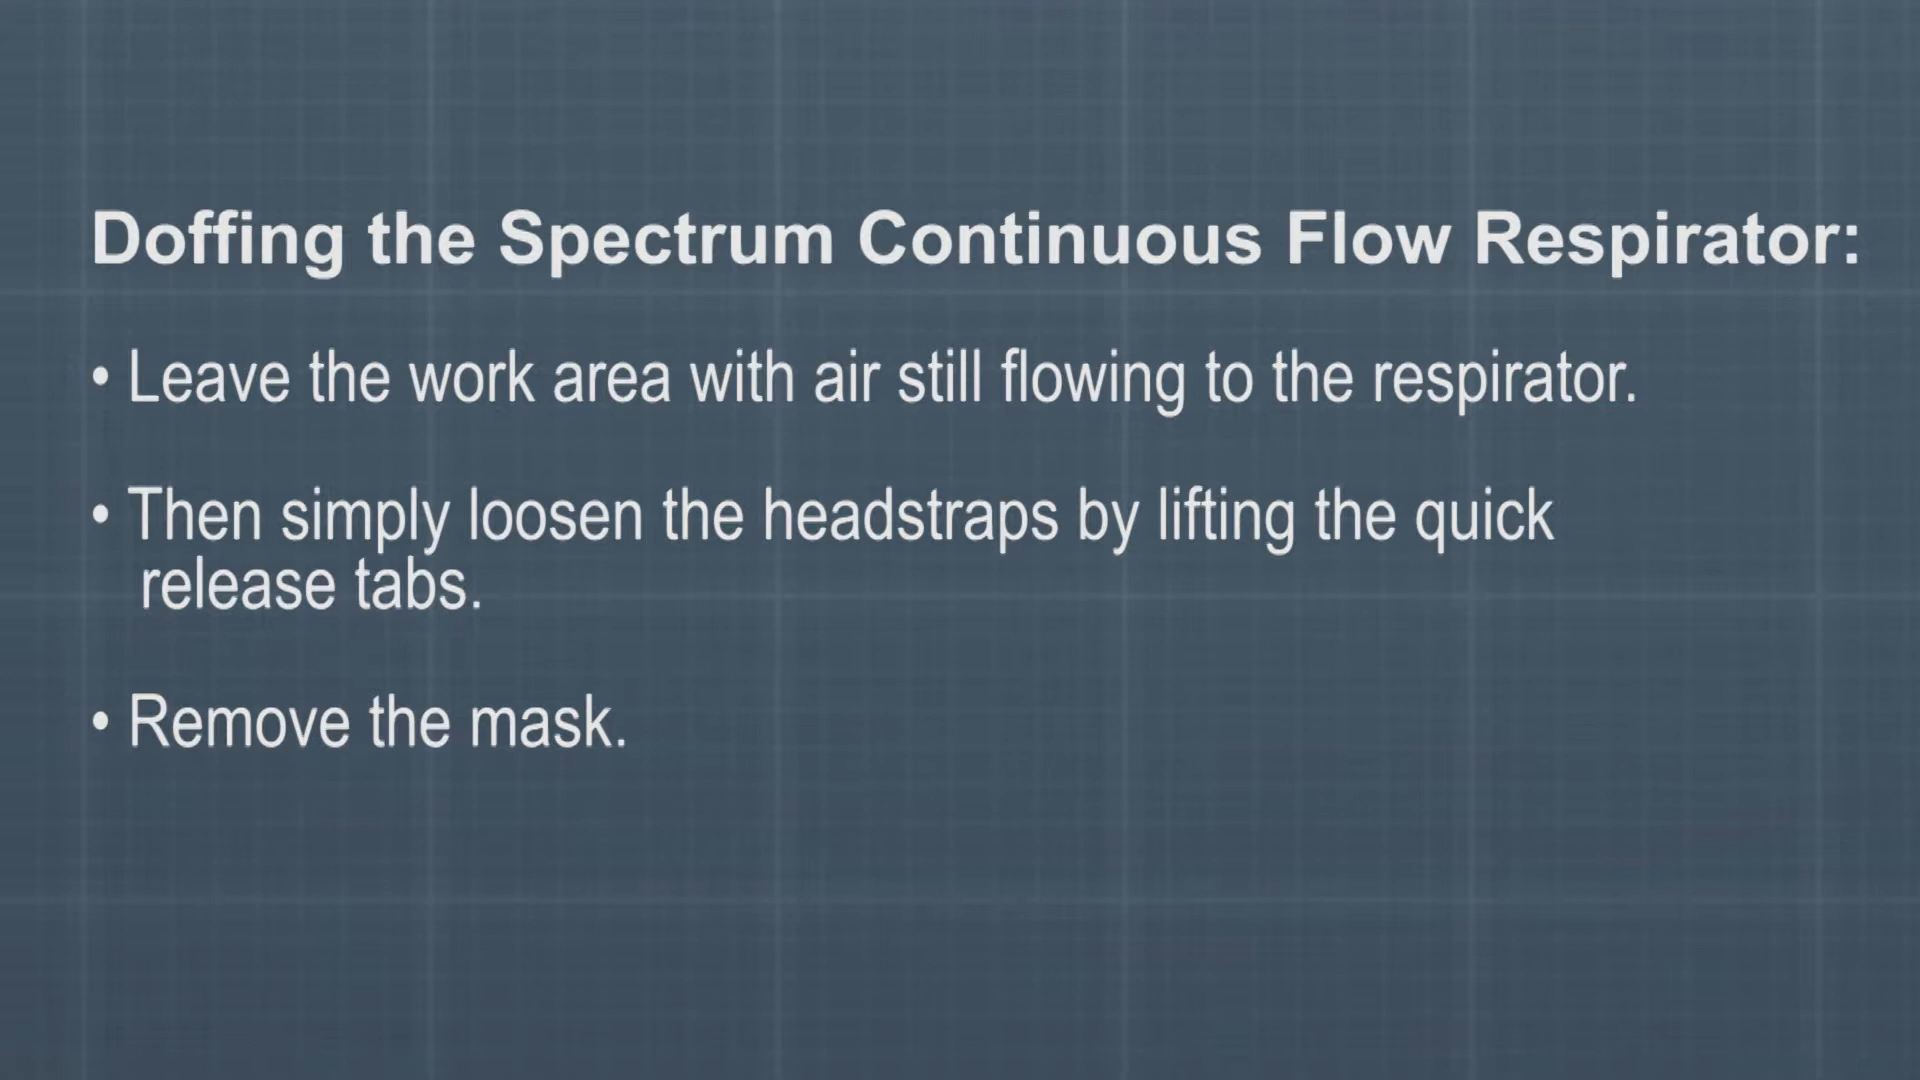 Doffing the Spectrum Continuous Flow Respirator:
• Leave the work area with air still flowing to the respirator.
• Then simply loosen the headstraps by lifting the quick
release tabs.
• Remove the mask.